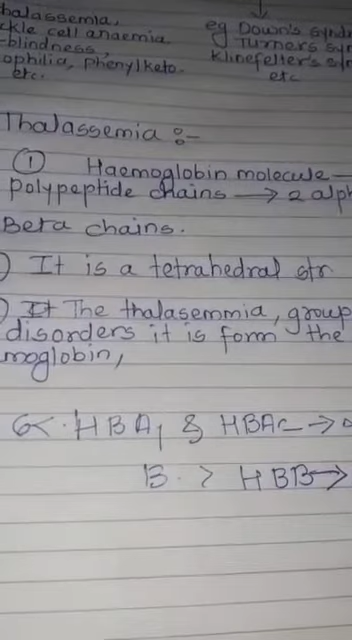 halassemia,
ckle cell anaemia
-blindness,
ophilia, phenylketo-
etc.
eg Down's syndr
Turners syn
Klinefelter's syn
etc
Thalassemia :-
① Haemoglobin molecule —
polypeptide chains → 2 alph
Beta chains.
) It is a tetrahedral str
) It The thalasemmia, group
disorders it is form the
moglobin,
HBA1 &
B. > HBB →